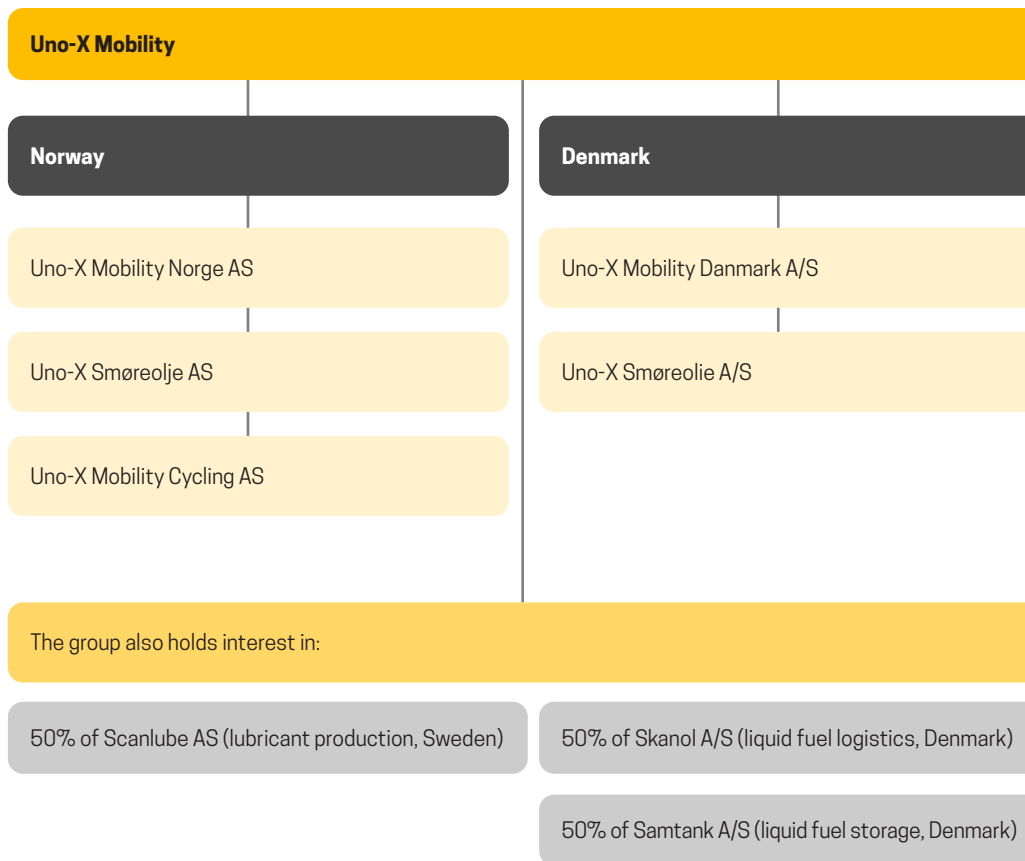 Uno-X Mobility
Norway
Denmark
Uno-X Mobility Norge AS
Uno-X Mobility Danmark A/S
Uno-X Smøreolje AS
Uno-X Smøreolie A/S
Uno-X Mobility Cycling AS
The group also holds interest in:
50% of Scanlube AS (lubricant production, Sweden)
50% of Skanol A/S (liquid fuel logistics, Denmark)
50% of Samtank A/S (liquid fuel storage, Denmark)